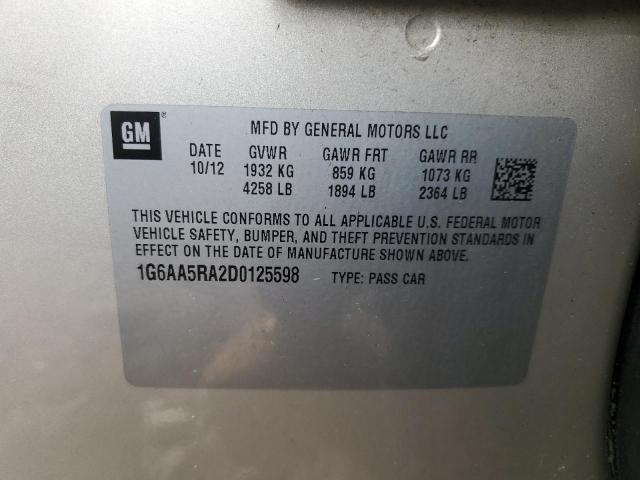 GM
®
MFD BY GENERAL MOTORS LLC
DATE GVWR GAWR FRT GAWR RR
10/12 1932 KG 859 KG 1073 KG
4258 LB 1894 LB 2364 LB
THIS VEHICLE CONFORMS TO ALL APPLICABLE U.S. FEDERAL MOTOR
VEHICLE SAFETY, BUMPER, AND THEFT PREVENTION STANDARDS IN
EFFECT ON THE DATE OF MANUFACTURE SHOWN ABOVE.
1G6AA5RA2D0125598 TYPE: PASS CAR